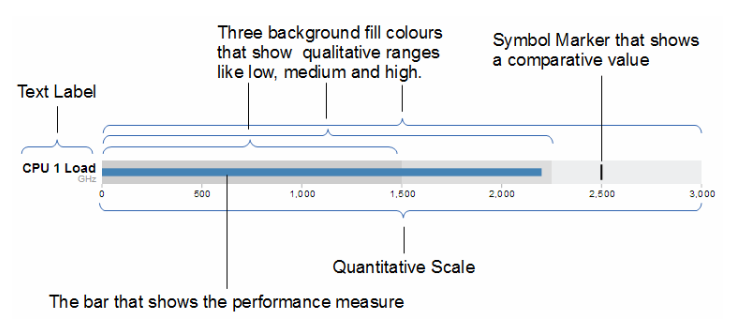 Three background fill colours
that show qualitative ranges
like low, medium and high.
Symbol Marker that shows
a comparative value
Text Label
CPU 1 Load
GHz
0 500 1,000 1,500 2,000 2,500 3,000
Quantitative Scale
The bar that shows the performance measure